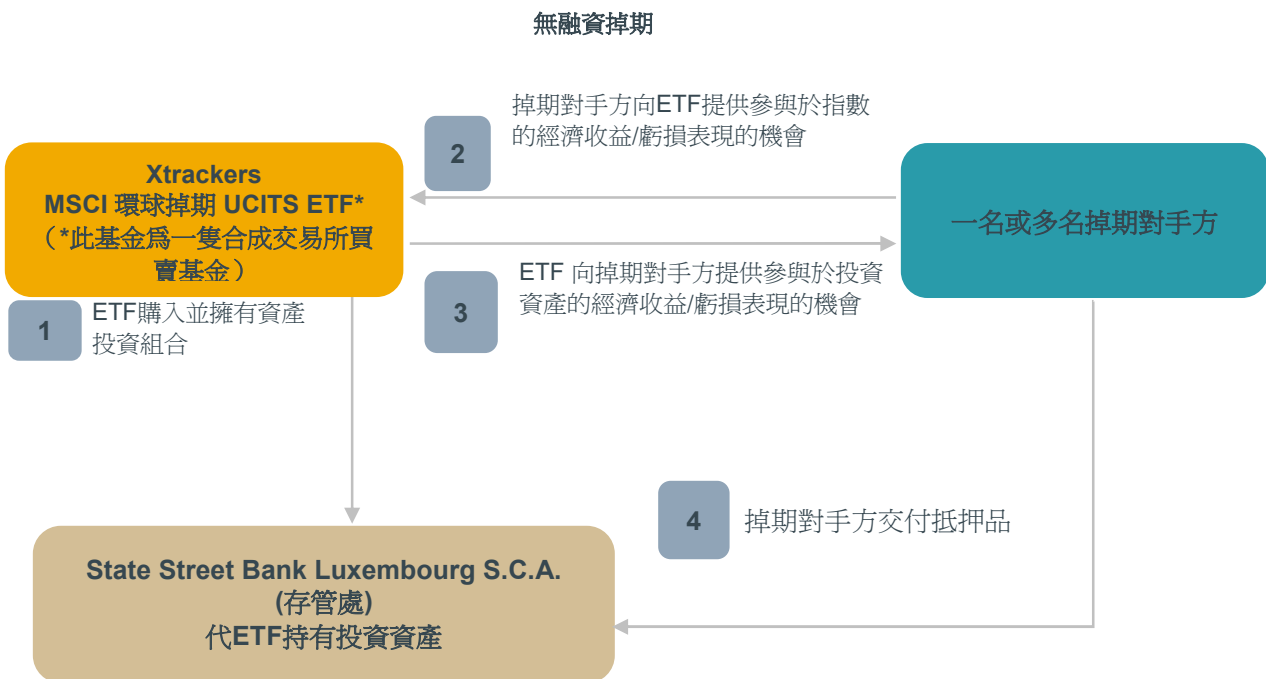 無融資掉期
掉期對手方向ETF提供參與於指數
的經濟收益/虧損表現的機會
2
Xtrackers
MSCI 環球掉期 UCITS ETF*
（*此基金爲一隻合成交易所買
賣基金）
一名或多名掉期對手方
ETF 向掉期對手方提供參與於投資
資產的經濟收益/虧損表現的機會
3
1
ETF購入並擁有資產
投資組合
4
掉期對手方交付抵押品
State Street Bank Luxembourg S.C.A.
(存管處)
代ETF持有投資資產